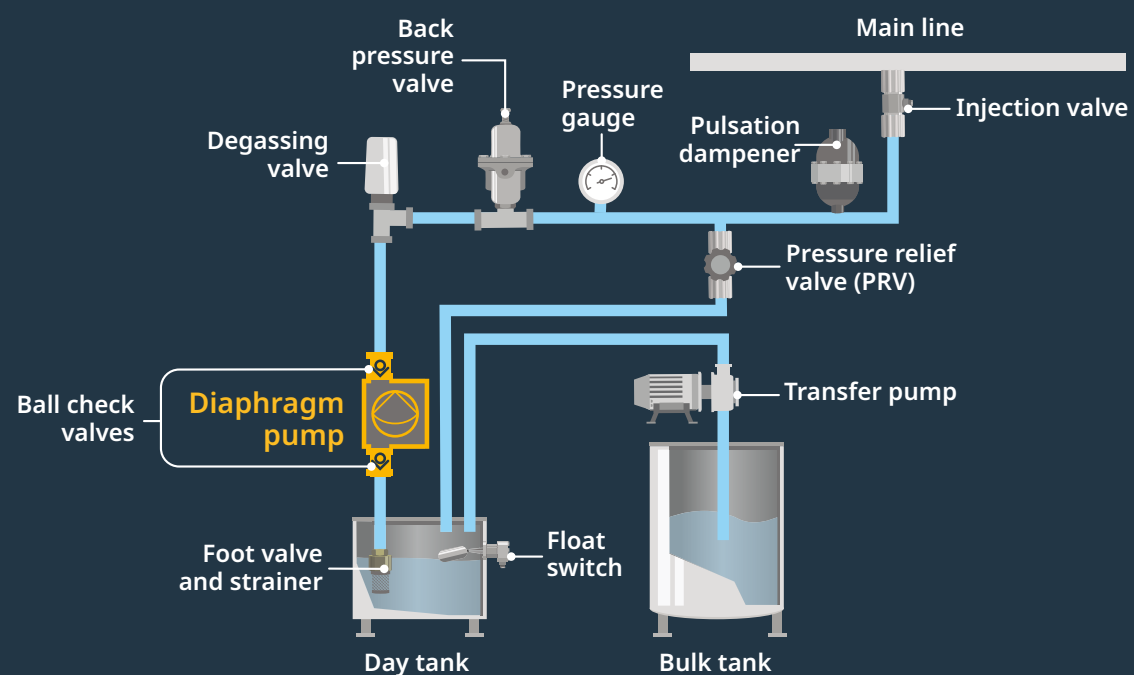 Main line
Back
pressure
valve
Pressure
gauge
Injection valve
Pulsation
dampener
Degassing
valve
Pressure relief
valve (PRV)
Transfer pump
Ball check
valves
Diaphragm
pump
Foot valve
and strainer
Float
switch
Day tank
Bulk tank